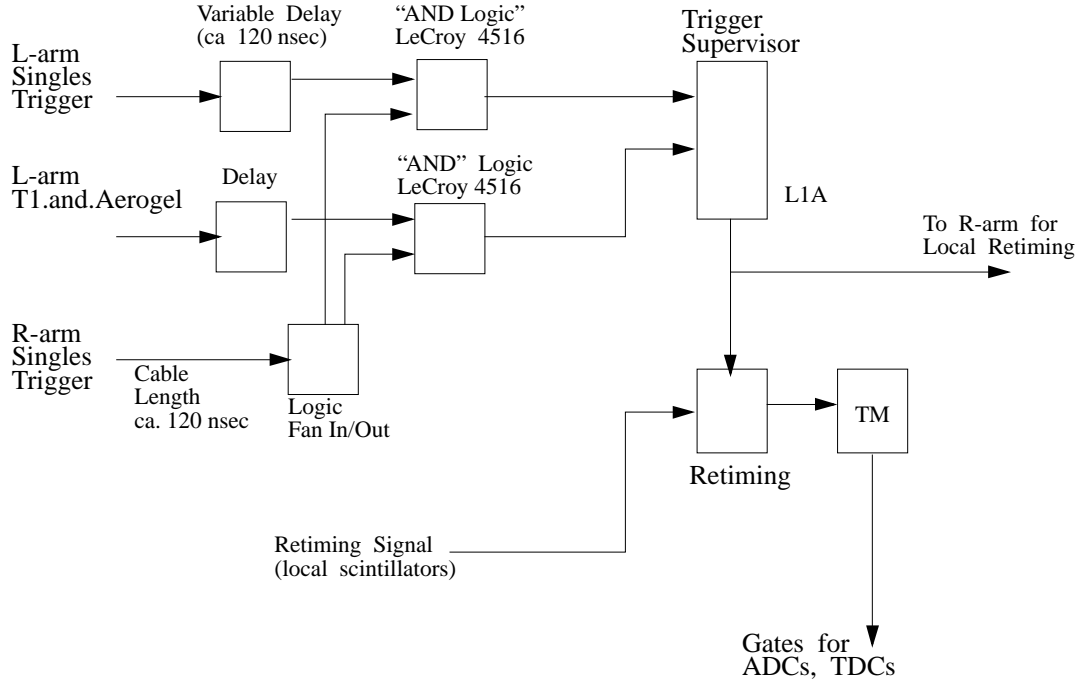 Variable Delay
(ca 120 nsec)
“AND Logic”
LeCroy 4516
Trigger
Supervisor
L-arm
Singles
Trigger
L-arm
T1.and.Aerogel
Delay
“AND” Logic
LeCroy 4516
L1A
To R-arm for
Local Retiming
R-arm
Singles
Trigger
Cable
Length
ca. 120 nsec
Logic
Fan In/Out
TM
Retiming
Retiming Signal
(local scintillators)
Gates for
ADCs, TDCs